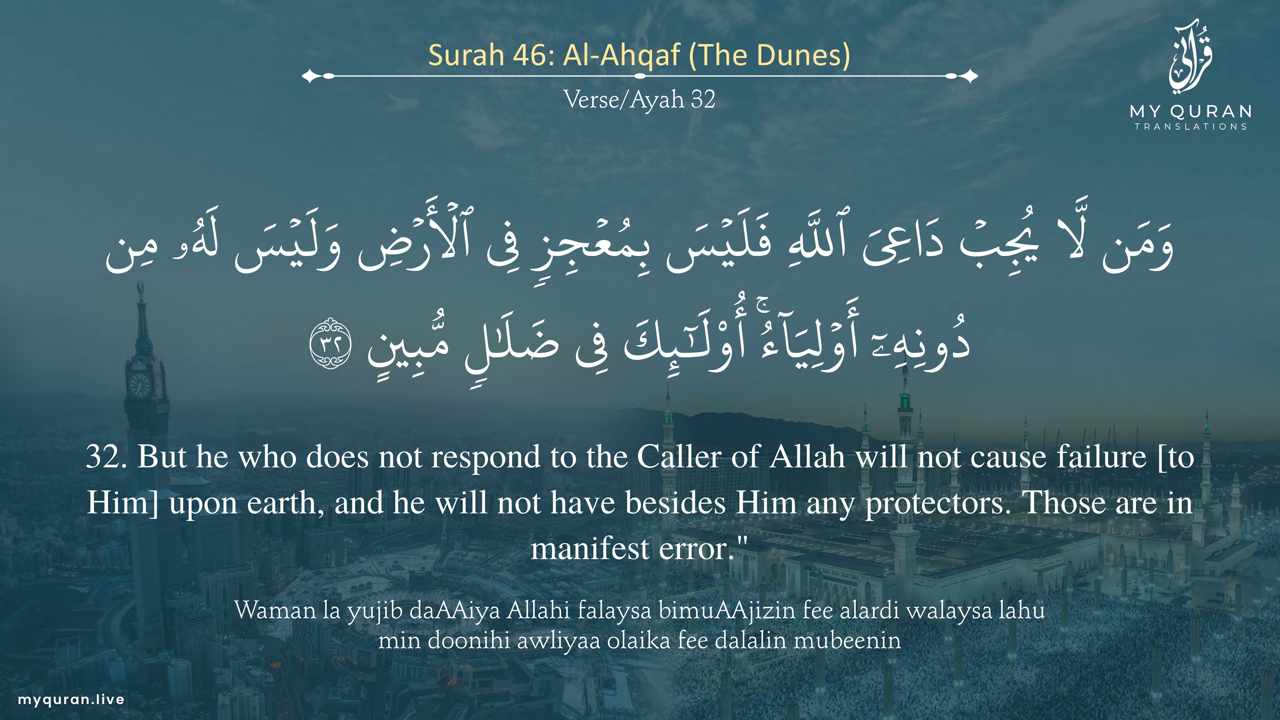 Surah 46: Al-Ahqaf (The Dunes)
Verse/Ayah 32
قرآني
MY QURAN
TRANSLATIONS
وَمَن لَّا يُجِبۡ دَاعِيَ ٱللَّهِ فَلَيۡسَ بِمُعۡجِزٖ فِي ٱلۡأَرۡضِ وَلَيۡسَ لَهُۥ مِن
دُونِهِۦٓ أَوۡلِيَآءُۚ أُوْلَٰٓئِكَ فِي ضَلَٰلٖ مُّبِينٍ ٣٢
32. But he who does not respond to the Caller of Allah will not cause failure [to
Him] upon earth, and he will not have besides Him any protectors. Those are in
manifest error."
Waman la yujib daAAiya Allahi falaysa bimuAAjizin fee alardi walaysa lahu
min doonihi awliyaa olaika fee dalalin mubeenin
myquran.live